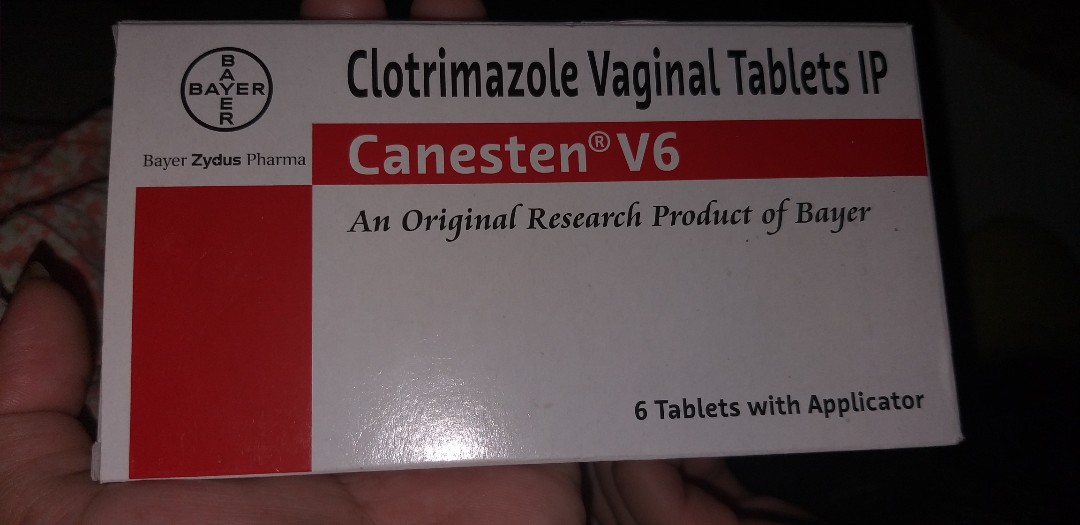 BAYER
BAYER
Bayer Zydus Pharma
Clotrimazole Vaginal Tablets IP
Canesten® V6
An Original Research Product of Bayer
6 Tablets with Applicator